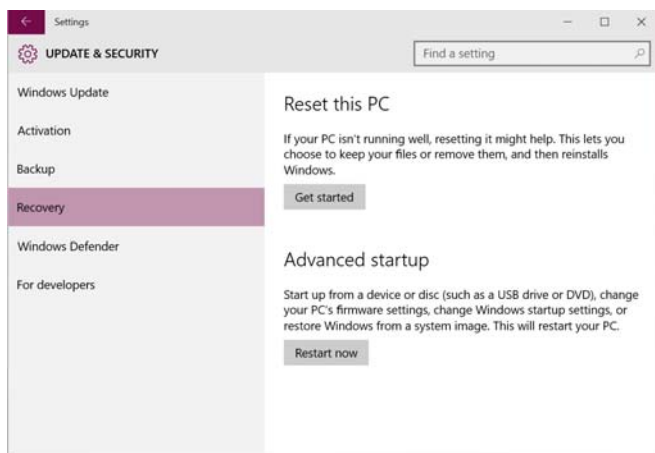 Settings
UPDATE & SECURITY
Find a setting
Windows Update
Activation
Backup
Recovery
Windows Defender
For developers
Reset this PC
If your PC isn't running well, resetting it might help. This lets you
choose to keep your files or remove them, and then reinstalls
Windows.
Get started
Advanced startup
Start up from a device or disc (such as a USB drive or DVD), change
your PC's firmware settings, change Windows startup settings, or
restore Windows from a system image. This will restart your PC.
Restart now